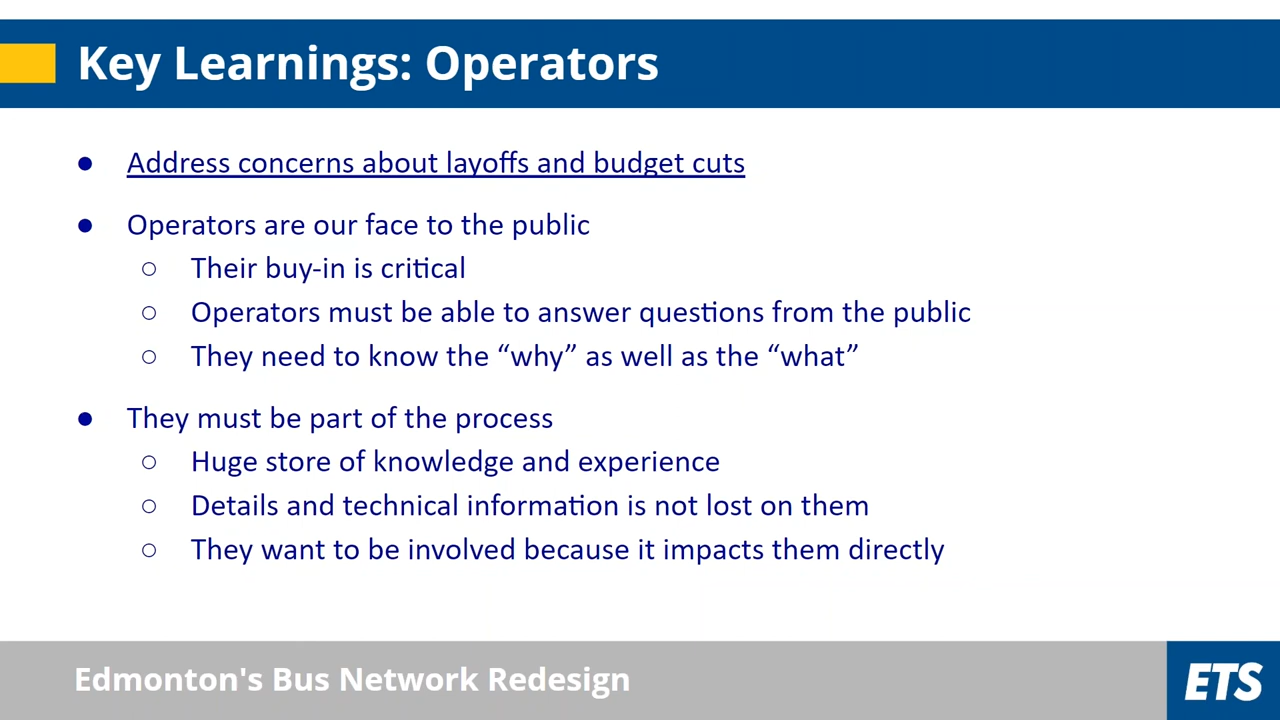 Key Learnings: Operators
● Address concerns about layoffs and budget cuts
● Operators are our face to the public
○ Their buy-in is critical
○ Operators must be able to answer questions from the public
○ They need to know the “why” as well as the “what”
● They must be part of the process
○ Huge store of knowledge and experience
○ Details and technical information is not lost on them
○ They want to be involved because it impacts them directly
Edmonton's Bus Network Redesign
ETS